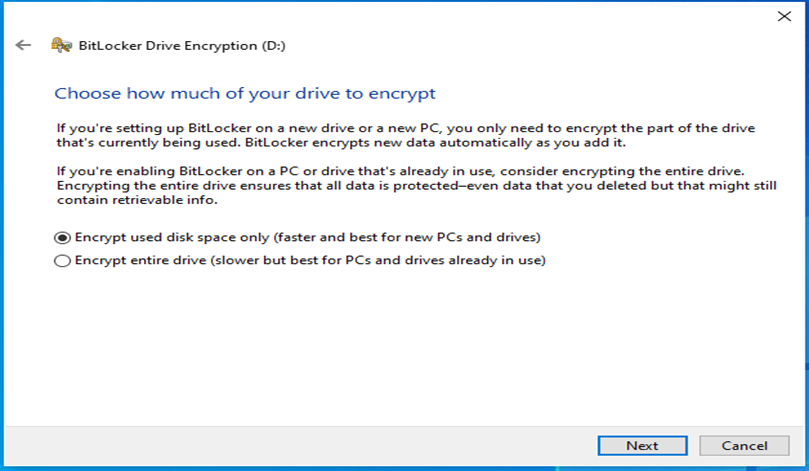 BitLocker Drive Encryption (D:)
Choose how much of your drive to encrypt
If you're setting up BitLocker on a new drive or a new PC, you only need to encrypt the part of the drive
that's currently being used. BitLocker encrypts new data automatically as you add it.
If you're enabling BitLocker on a PC or drive that's already in use, consider encrypting the entire drive.
Encrypting the entire drive ensures that all data is protected–even data that you deleted but that might still
contain retrievable info.
Encrypt used disk space only (faster and best for new PCs and drives)
Encrypt entire drive (slower but best for PCs and drives already in use)
Next
Cancel